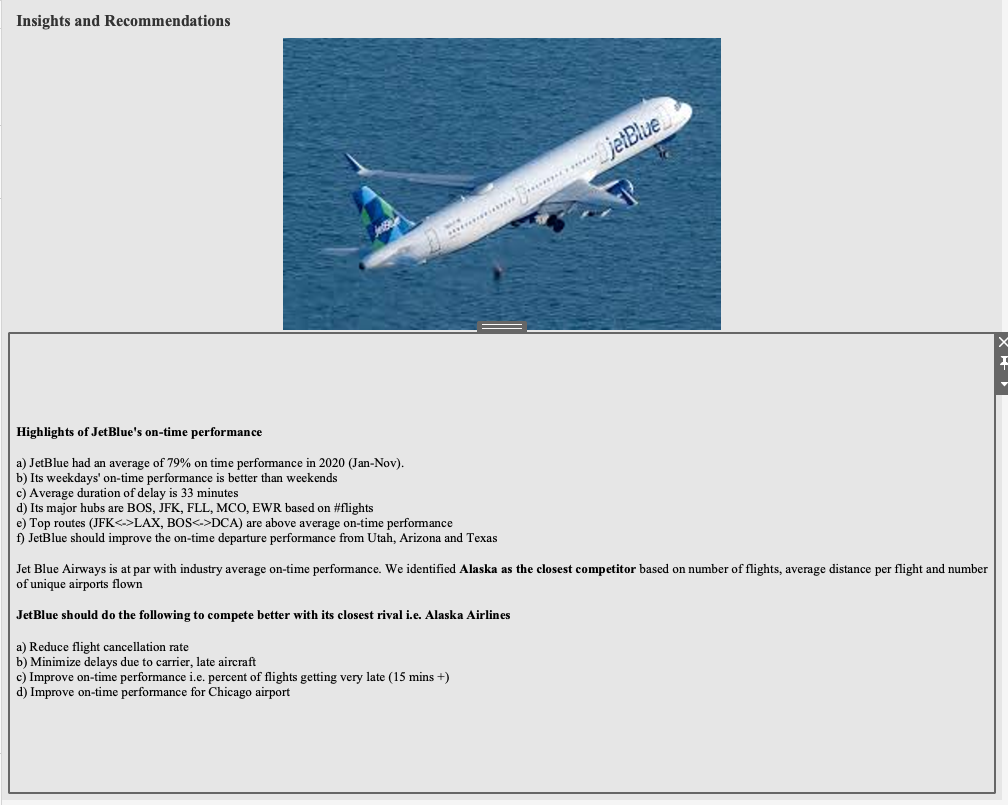 Insights and Recommendations
jetBlue
jetBlue
Highlights of JetBlue's on-time performance
a) JetBlue had an average of 79% on time performance in 2020 (Jan-Nov).
b) Its weekdays' on-time performance is better than weekends
c) Average duration of delay is 33 minutes
d) Its major hubs are BOS, JFK, FLL, MCO, EWR based on #flights
e) Top routes (JFK<->LAX, BOS<->DCA) are above average on-time performance
f) JetBlue should improve the on-time departure performance from Utah, Arizona and Texas
Jet Blue Airways is at par with industry average on-time performance. We identified Alaska as the closest competitor based on number of flights, average distance per flight and number
of unique airports flown
JetBlue should do the following to compete better with its closest rival i.e. Alaska Airlines
a) Reduce flight cancellation rate
b) Minimize delays due to carrier, late aircraft
c) Improve on-time performance i.e. percent of flights getting very late (15 mins +)
d) Improve on-time performance for Chicago airport